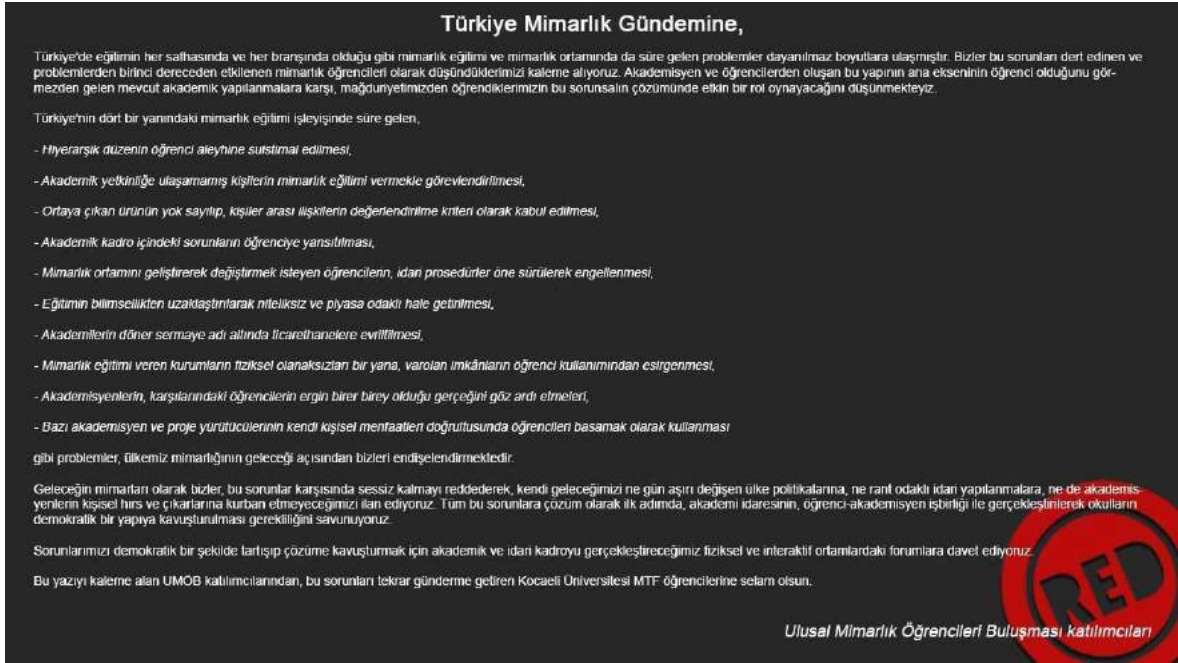 Türkiye Mimarlık Gündemine,
Türkiye'de eğitimin her safhasında ve her branşında olduğu gibi mimarlık eğitimi ve mimarlık ortamında da süre gelen problemler dayanılmaz boyutlara ulaşmıştır. Bizler bu sorunları dert edinen ve
problemlerden birinci dereceden etkilenen mimarlık öğrencileri olarak düşündüklerimizi kaleme alıyoruz. Akademisyen ve öğrencilerden oluşan bu yapının ana ekseninin öğrenci olduğunu gör-
mezden gelen mevcut akademik yapılanmalara karşı, mağduriyetimizden öğrendiklerimizin bu sorunsalın çözümünde etkin bir rol oynayacağını düşünmekteyiz.
Türkiye'nin dört bir yanındaki mimarlık eğitimi işleyişinde süre gelen,
- Hiyerarşik düzenin öğrenci aleyhine suistimal edilmesi,
- Akademik yetkinliğe ulaşamamış kişilerin mimarlık eğitimi vermekle görevlendirilmesi,
- Ortaya çıkan ürünün yok sayılıp, kişiler arası ilişkilerin değerlendirilme kriteri olarak kabul edilmesi,
- Akademik kadro içindeki sorunların öğrenciye yansıtılması,
- Mimarlık ortamını geliştirerek değiştirmek isteyen öğrencilerin, idari prosedürler öne sürülerek engellenmesi,
- Eğitimin bilimsellikten uzaklaştırılarak niteliksiz ve piyasa odaklı hale getirilmesi,
- Akademilerin döner sermaye adı altında ticarethanelere evriltilmesi,
- Mimarlık eğitimi veren kurumların fiziksel olanaksızları bir yana, varolan imkânların öğrenci kullanımından esirgenmesi,
- Akademisyenlerin, karşılarındaki öğrencilerin ergin birer birey olduğu gerçeğini göz ardı etmeleri,
- Bazı akademisyen ve proje yürütücülerinin kendi kişisel menfaatleri doğrultusunda öğrencileri basamak olarak kullanması
gibi problemler, ülkemiz mimarlığının geleceği açısından bizleri endişelendirmektedir.
Geleceğin mimarları olarak bizler, bu sorunlar karşısında sessiz kalmayı reddederek, kendi geleceğimizi ne gün aşırı değişen ülke politikalarına, ne rant odaklı idari yapılanmalara, ne de akademis-
yenlerin kişisel hırs ve çıkarlarına kurban etmeyeceğimizi ilan ediyoruz. Tüm bu sorunlara çözüm olarak ilk adımda, akademi idaresinin, öğrenci-akademisyen işbirliği ile gerçekleştirilerek okulların
demokratik bir yapıya kavuşturulması gerekliliğini savunuyoruz.
Sorunlarımızı demokratik bir şekilde tartışıp çözüme kavuşturmak için akademik ve idari kadroyu gerçekleştireceğimiz fiziksel ve interaktif ortamlardaki forumlara davet ediyoruz.
Bu yazıyı kaleme alan UMÖB katılımcılarından, bu sorunları tekrar günderme getiren Kocaeli Üniversitesi MTF öğrencilerine selam olsun.
RED
Ulusal Mimarlık Öğrencileri Buluşması katılımcıları